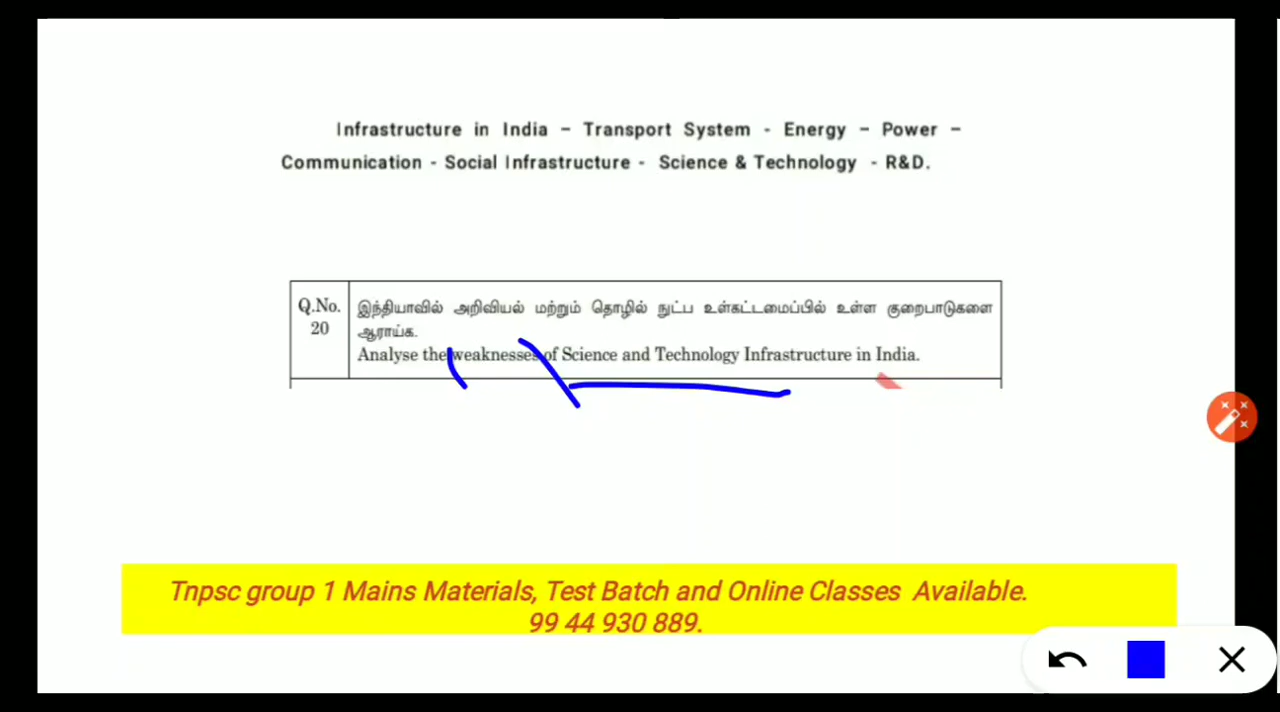 Infrastructure in India – Transport System - Energy – Power –
Communication - Social Infrastructure - Science & Technology - R&D.
Q.No.
20
இந்தியாவில் அறிவியல் மற்றும் தொழில் நுட்ப உள்கட்டமைப்பில் உள்ள குறைபாடுகளை
ஆராய்க.
Analyse the weaknesses of Science and Technology Infrastructure in India.
Tnpsc group 1 Mains Materials, Test Batch and Online Classes Available.
99 44 930 889.